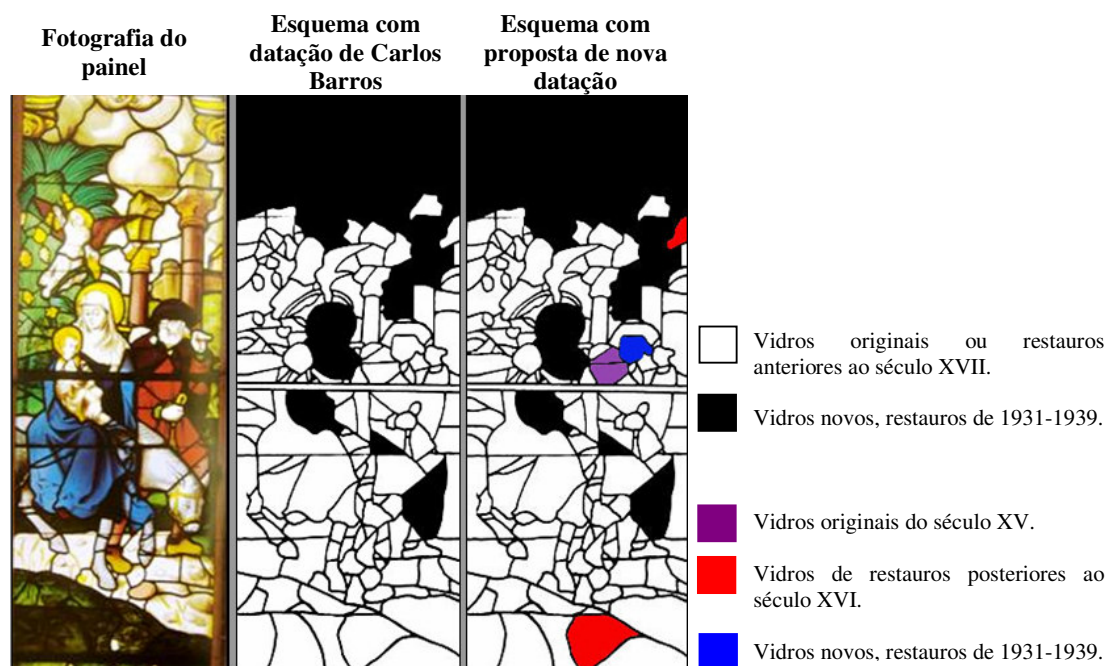 Fotografia do
painel
Esquema com
datação de Carlos
Barros
Esquema com
proposta de nova
datação
Vidros originais ou restauros
anteriores ao século XVII.
Vidros novos, restauros de 1931-1939.
Vidros originais do século XV.
Vidros de restauros posteriores ao
século XVI.
Vidros novos, restauros de 1931-1939.